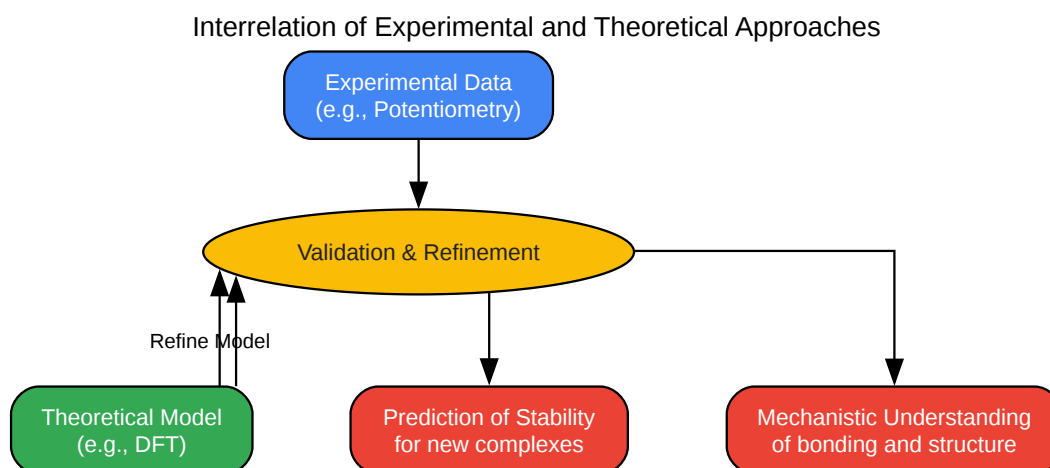 Interrelation of Experimental and Theoretical Approaches
Experimental Data
(e.g., Potentiometry)
Validation & Refinement
Refine Model
Theoretical Model
(e.g., DFT)
Prediction of Stability
for new complexes
Mechanistic Understanding
of bonding and structure